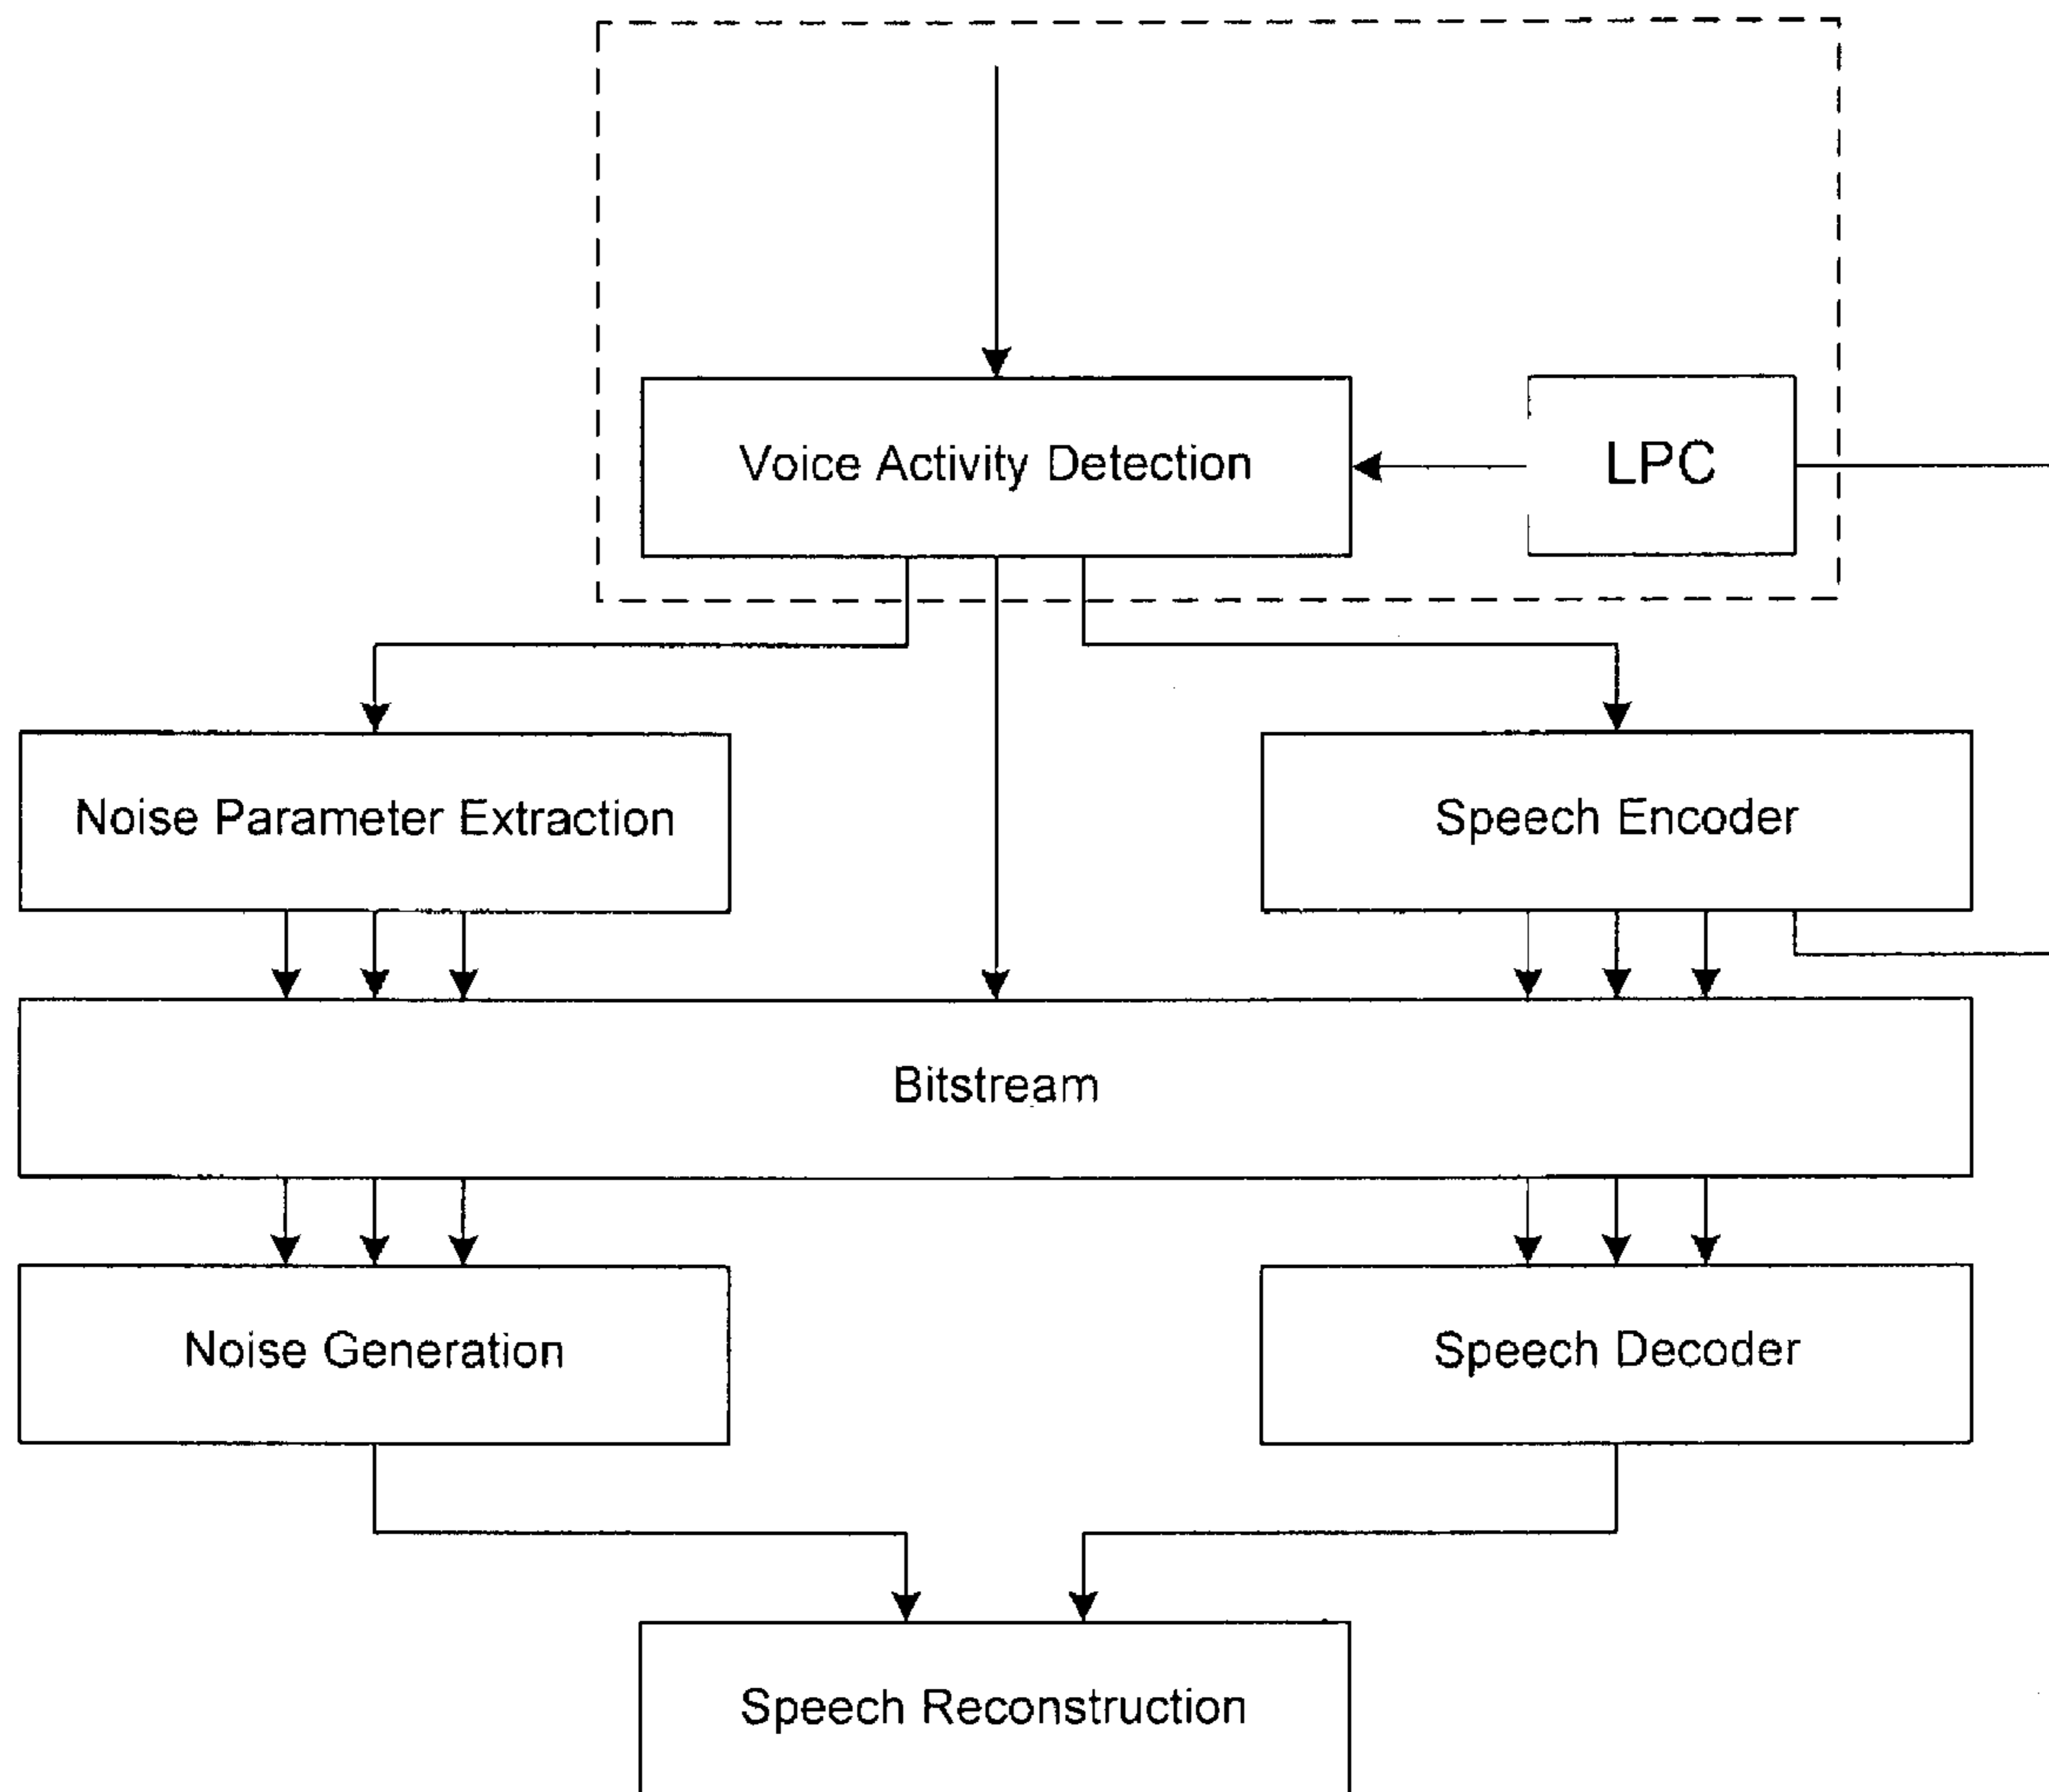 Voice Activity Detection
LPC
Noise Parameter Extraction
Speech Encoder
Bitstream
Noise Generation
Speech Decoder
Speech Reconstruction